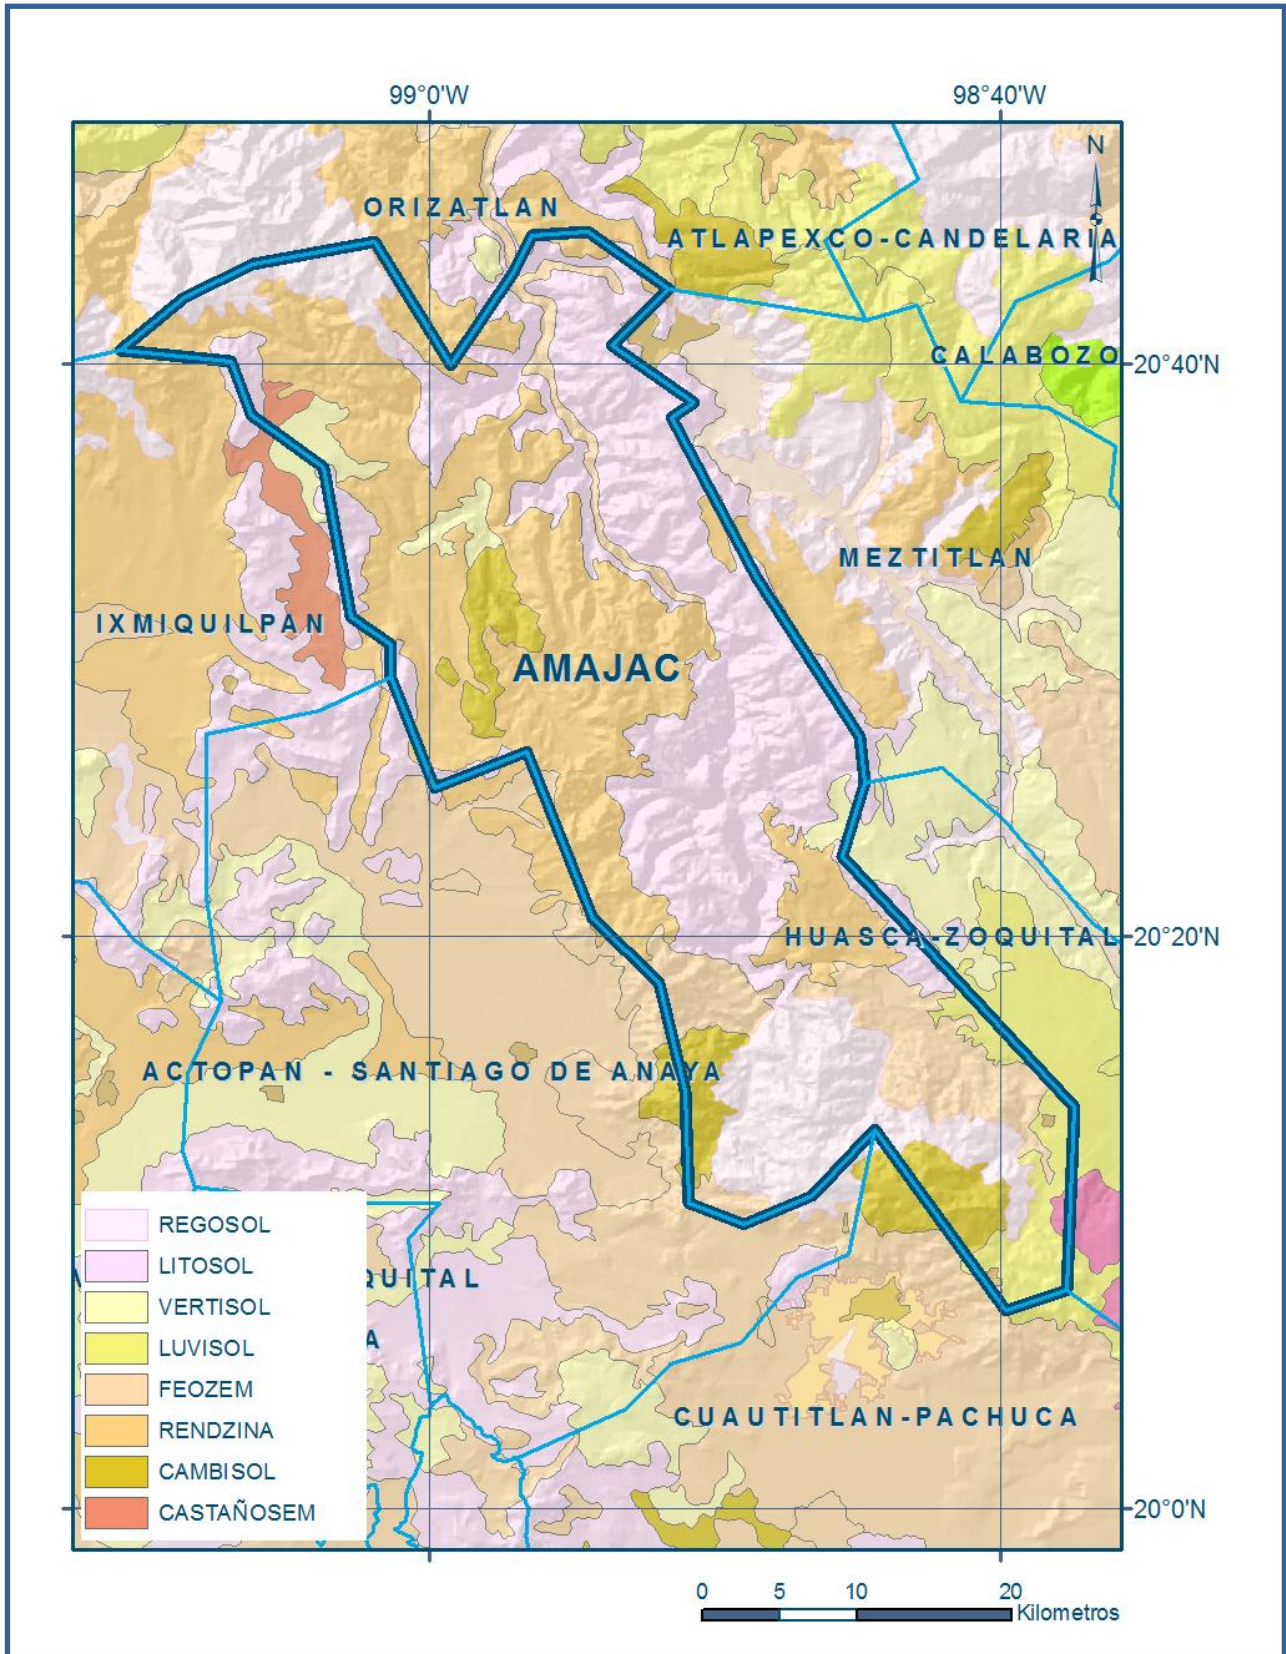 99°0'W 98°40'W
N
ORIZATLAN
ATLAPEXCO-CANDELARIA
CALABOZO
20°40'N
MEZTITLAN
IXMIQUILPAN
AMAJAC
HUASCA-ZOQUITAL
20°20'N
ACTOPAN - SANTIAGO DE ANAYA
REGOSOL
LITOSOL
QUITAL
VERTISOL
A
LUVISOL
FEOZEM
CUAUTITLAN-PACHUCA
RENDZINA
CAMBISOL
CASTAÑOSEM
20°0'N
0 5 10 20
Kilometros